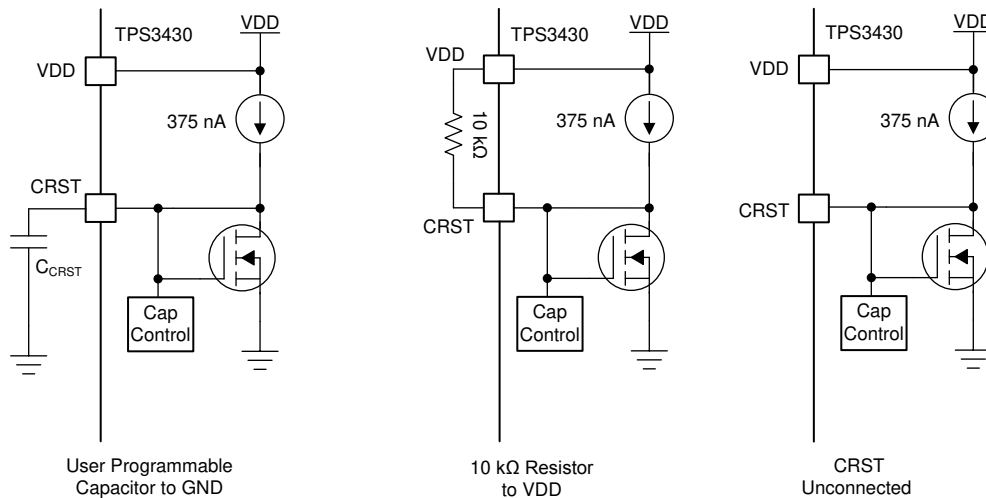 TPS3430
VDD
VDD
375 nA
CRST
C_CRST
Cap
Control
User Programmable
Capacitor to GND
TPS3430
VDD
VDD
10 kΩ
375 nA
CRST
Cap
Control
10 kΩ Resistor
to VDD
TPS3430
VDD
VDD
375 nA
CRST
Cap
Control
CRST
Unconnected